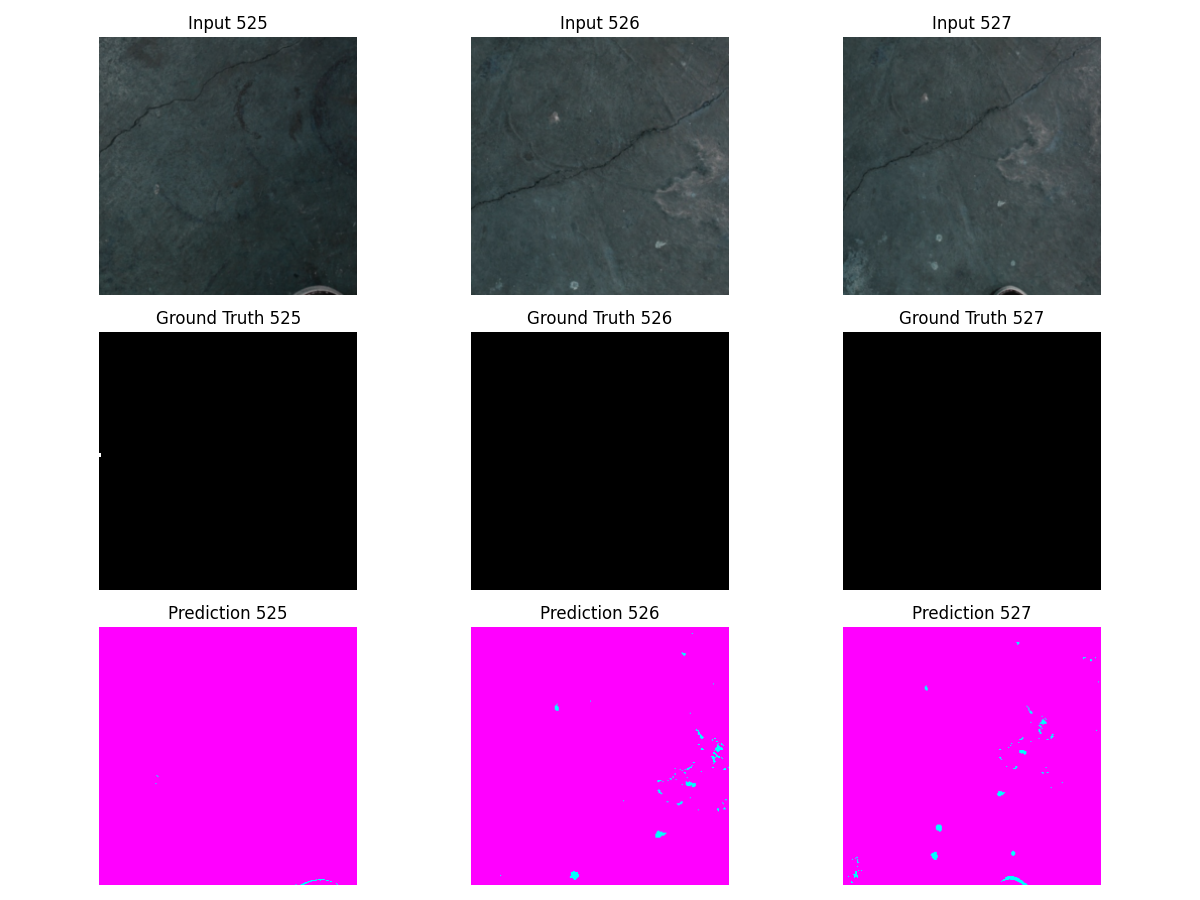 Input 525
Input 526
Input 527
Ground Truth 525
Ground Truth 526
Ground Truth 527
Prediction 525
Prediction 526
Prediction 527